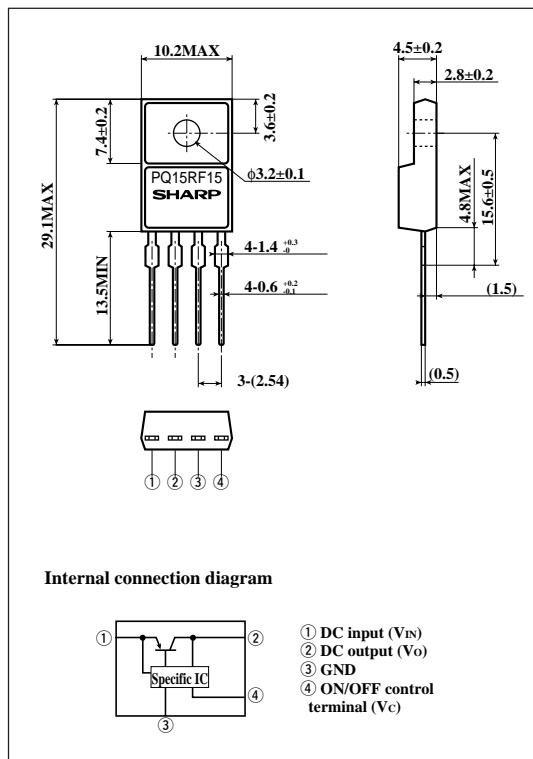 10.2MAX
4.5±0.2
2.8±0.2
7.4±0.2
3.6±0.2
29.1MAX
PQ15RF15
SHARP
ϕ3.2±0.1
4.8MAX
15.6±0.5
13.5MIN
4-1.4 +0.3 -0
4-0.6 +0.2 -0.1
(1.5)
3-(2.54)
(0.5)
① ② ③ ④
Internal connection diagram
① ②
Specific IC
④
③
① DC input (VIN)
② DC output (VO)
③ GND
④ ON/OFF control
terminal (VC)